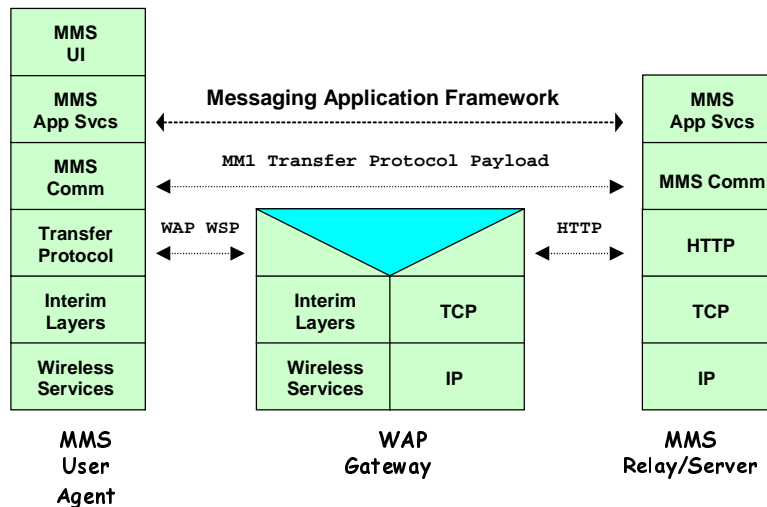 MMS
UI
MMS
App Svcs
MMS
Comm
Transfer
Protocol
Interim
Layers
Wireless
Services
MMS
User
Agent
Messaging Application Framework
MM1 Transfer Protocol Payload
WAP WSP
HTTP
Interim
Layers
TCP
Wireless
Services
IP
WAP
Gateway
MMS
App Svcs
MMS Comm
HTTP
TCP
IP
MMS
Relay/Server